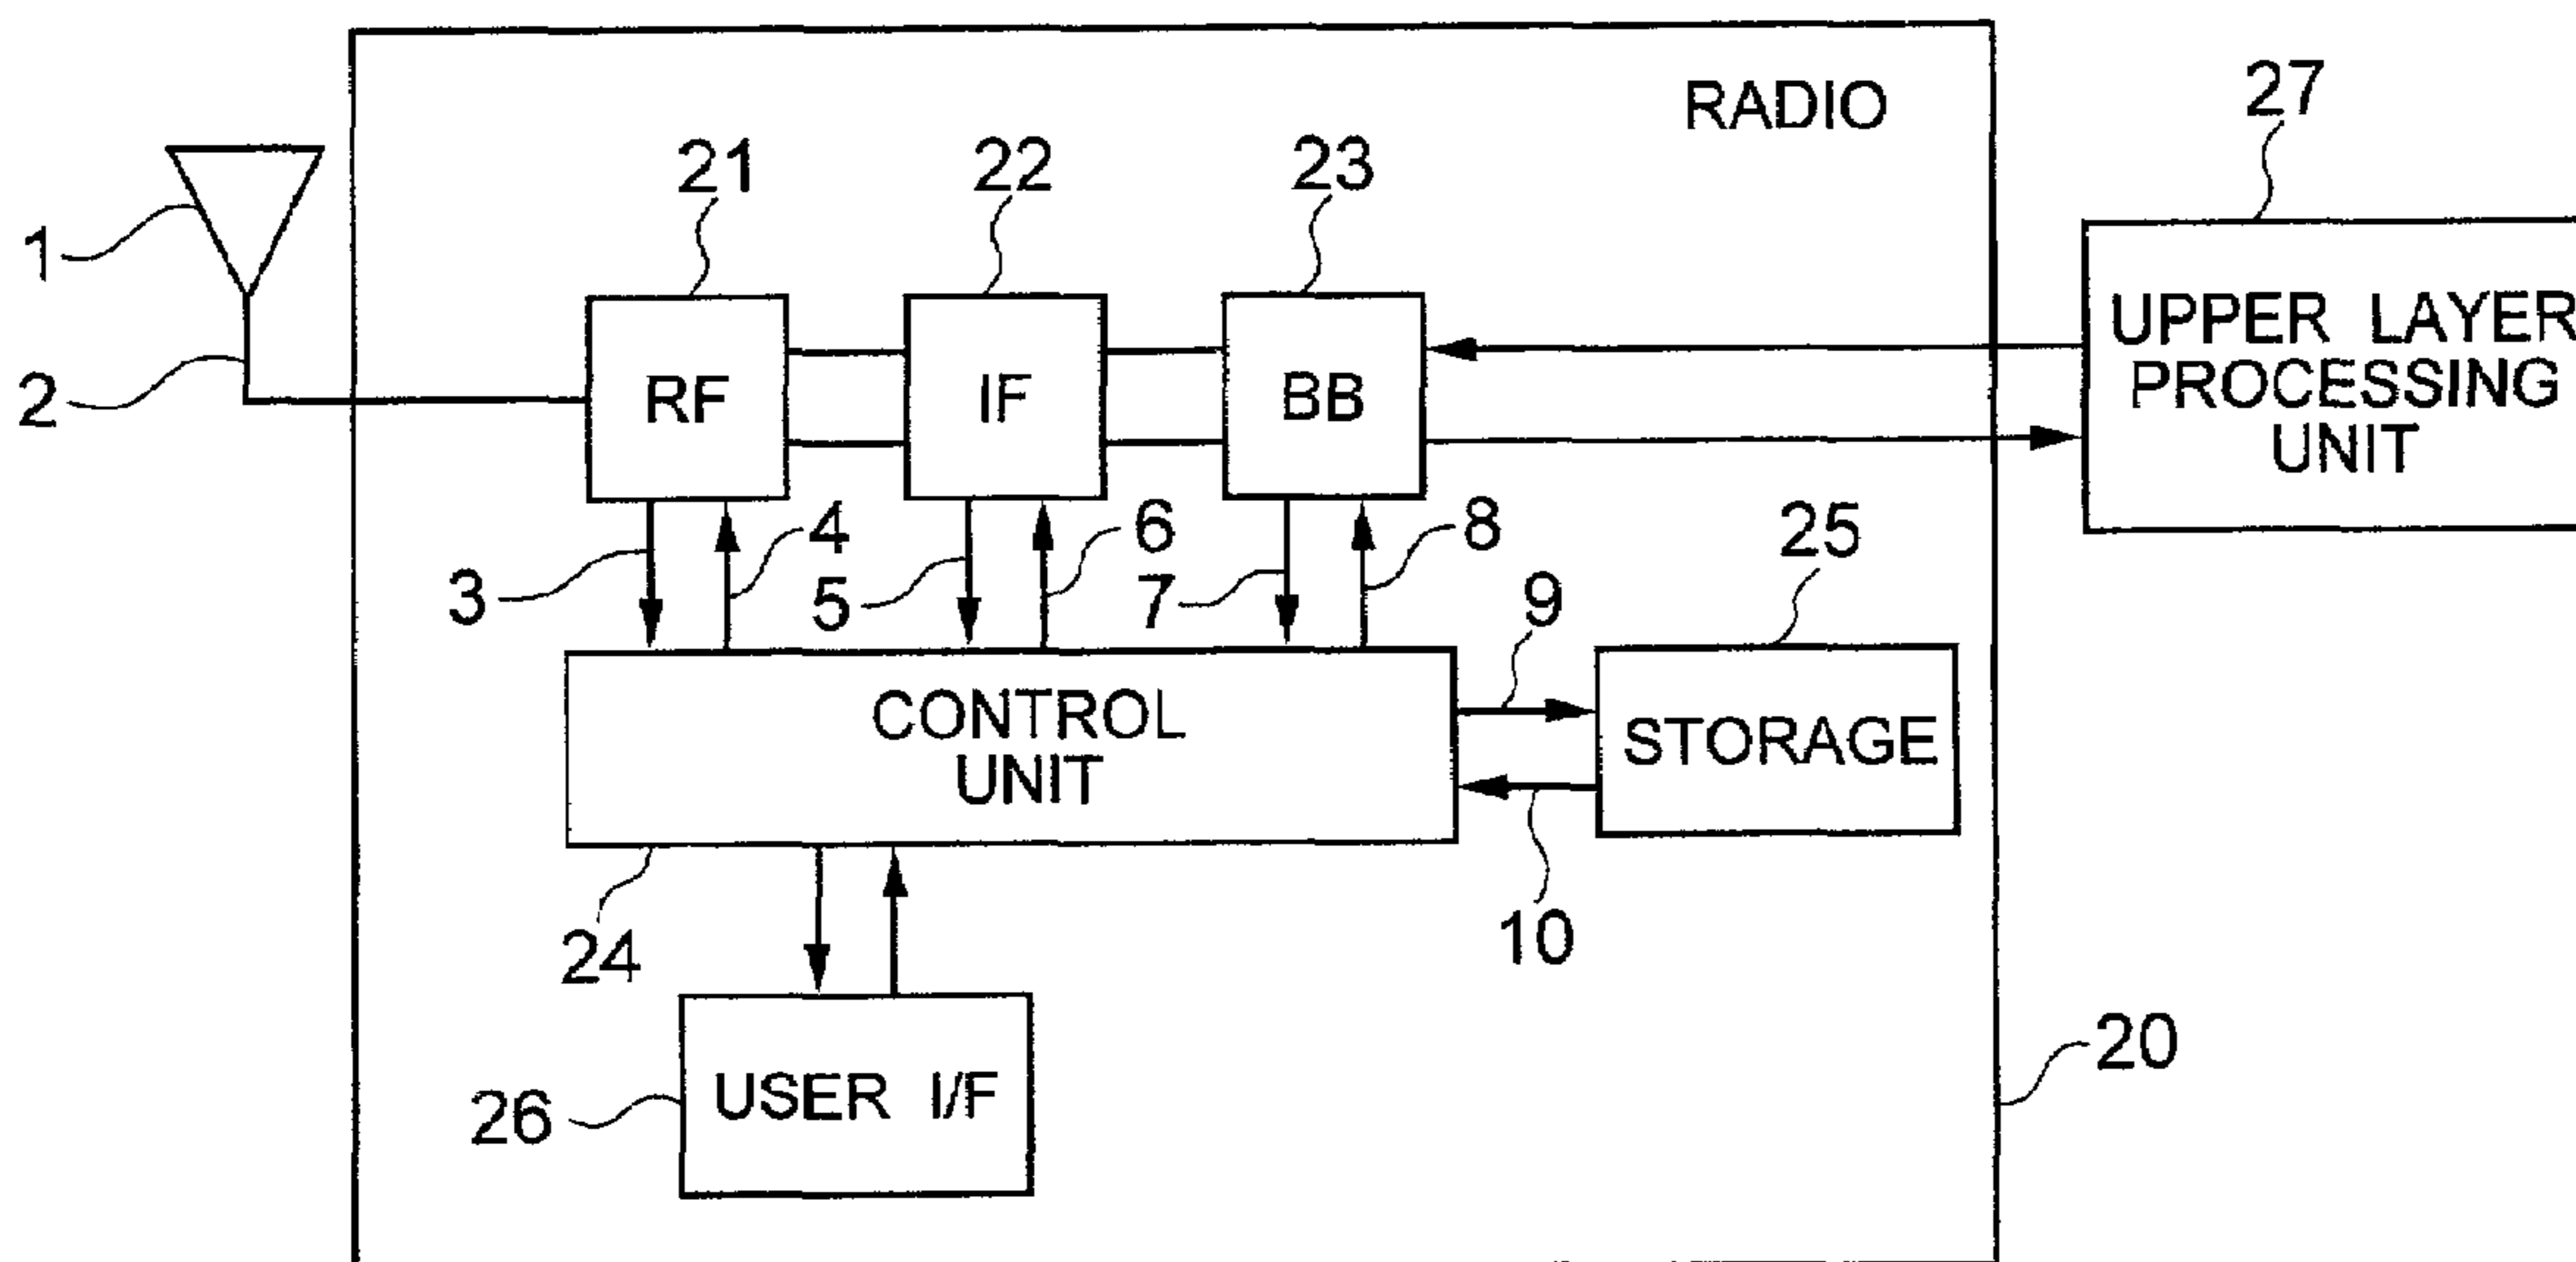 RADIO
27
21
22
23
1
UPPER LAYER
PROCESSING
UNIT
RF
IF
BB
2
3
4
5
6
7
8
25
9
CONTROL
UNIT
STORAGE
10
24
20
26
USER I/F